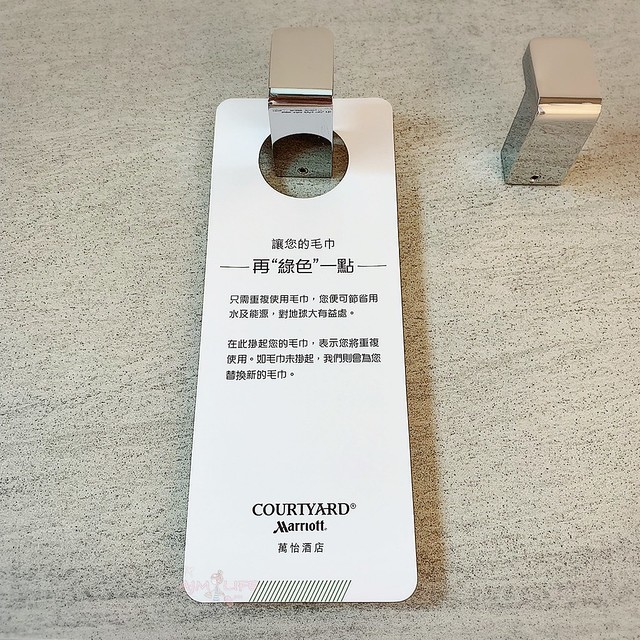 讓您的毛巾
再“綠色”一點
只需重複使用毛巾，您便可節省用
水及能源，對地球大有益處。
在此掛起您的毛巾，表示您將重複
使用。如毛巾未掛起，我們則會為您
替換新的毛巾。
COURTYARD®
Marriott.
萬怡酒店